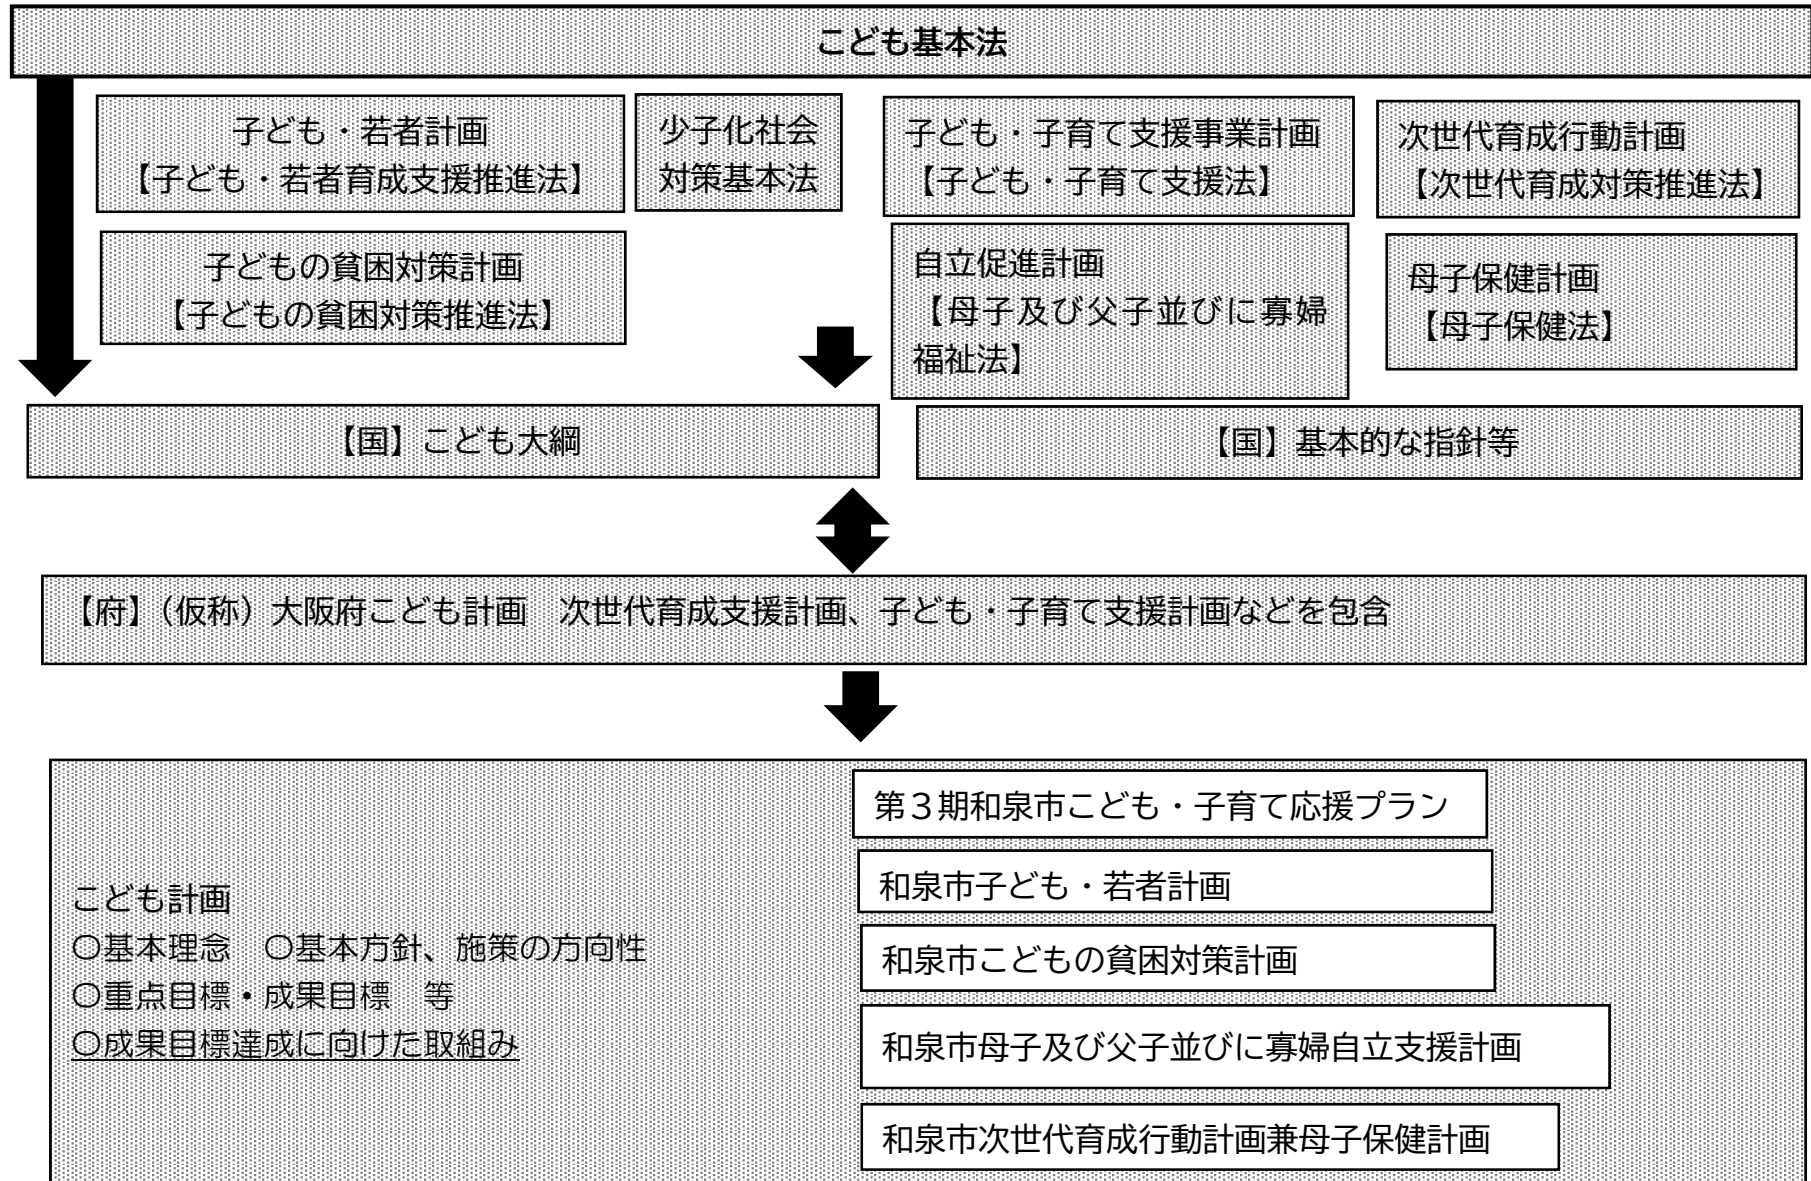 こども基本法
子ども・若者計画
【子ども・若者育成支援推進法】
少子化社会
対策基本法
子ども・子育て支援事業計画
【子ども・子育て支援法】
次世代育成行動計画
【次世代育成対策推進法】
子どもの貧困対策計画
【子どもの貧困対策推進法】
自立促進計画
【母子及び父子並びに寡婦
福祉法】
母子保健計画
【母子保健法】
【国】こども大綱
【国】基本的な指針等
【府】（仮称）大阪府こども計画　次世代育成支援計画、子ども・子育て支援計画などを包含
こども計画
〇基本理念　〇基本方針、施策の方向性
〇重点目標・成果目標　等
〇成果目標達成に向けた取組み
第３期和泉市こども・子育て応援プラン
和泉市子ども・若者計画
和泉市こどもの貧困対策計画
和泉市母子及び父子並びに寡婦自立支援計画
和泉市次世代育成行動計画兼母子保健計画